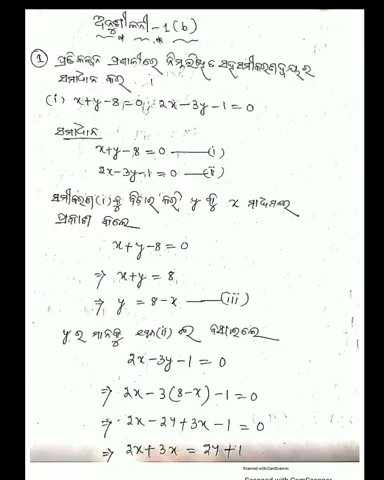 ଅନୁଶୀଳନୀ-1(b)
① ପ୍ରତିକଳ୍ପନ ପ୍ରଣାଳୀରେ ନିମ୍ନଲିଖିତ ସହସମୀକରଣଦ୍ୱୟର
ସମାଧାନ କର
(i) x+y-8=0, 2x-3y-1=0
ସମାଧାନ
x+y-8=0 —(i)
2x-3y-1=0 —(ii)
ସମୀକରଣ(i)କୁ ବିଚାର କରି y କୁ x ମାଧ୍ୟମରେ
ପ୍ରକାଶ କଲେ
x+y-8=0
⇒ x+y=8
⇒ y = 8-x —(iii)
y ର ମାନକୁ (ii) ରେ ବସାଇଲେ
2x-3y-1=0
⇒ 2x-3(8-x)-1=0
⇒ 2x-24+3x-1=0
⇒ 2x+3x = 24+1
Scanned with CamScanner
Scanned with CamScanner